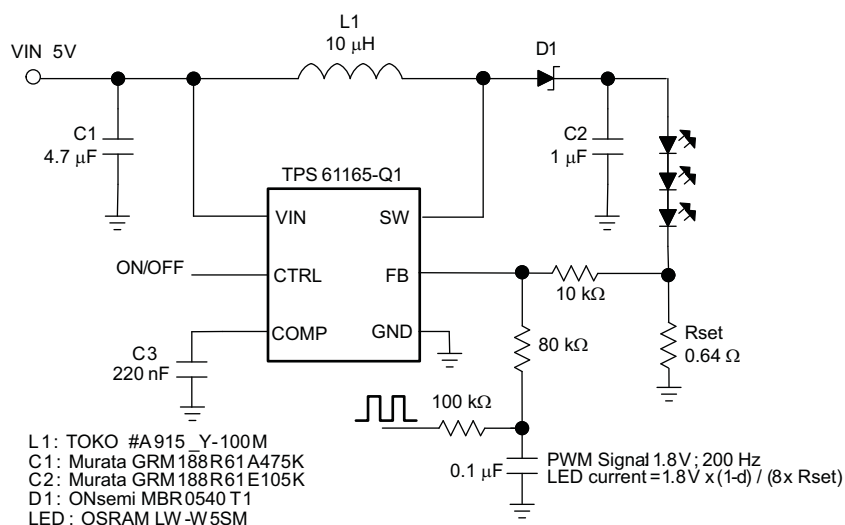 L1
10 μH
VIN 5V
D1
C1
4.7 μF
C2
1 μF
TPS 61165-Q1
VIN
SW
ON/OFF
CTRL
FB
10 kΩ
COMP
GND
C3
220 nF
80 kΩ
Rset
0.64 Ω
100 kΩ
L1: TOKO #A915_Y-100M
C1: Murata GRM188R61A475K
C2: Murata GRM188R61E105K
D1: ONsemi MBR0540T1
LED: OSRAM LW-W5SM
0.1 μF
PWM Signal 1.8V; 200 Hz
LED current = 1.8V x (1-d) / (8x Rset)